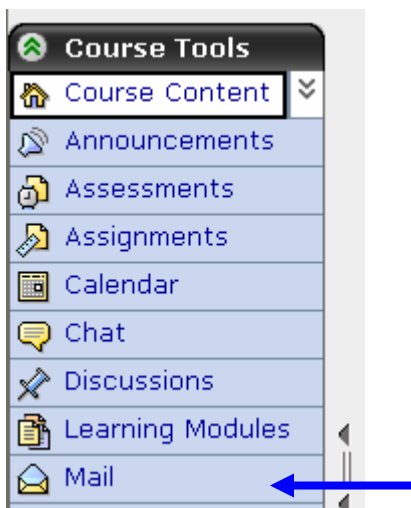 Course Tools
Course Content
Announcements
Assessments
Assignments
Calendar
Chat
Discussions
Learning Modules
Mail